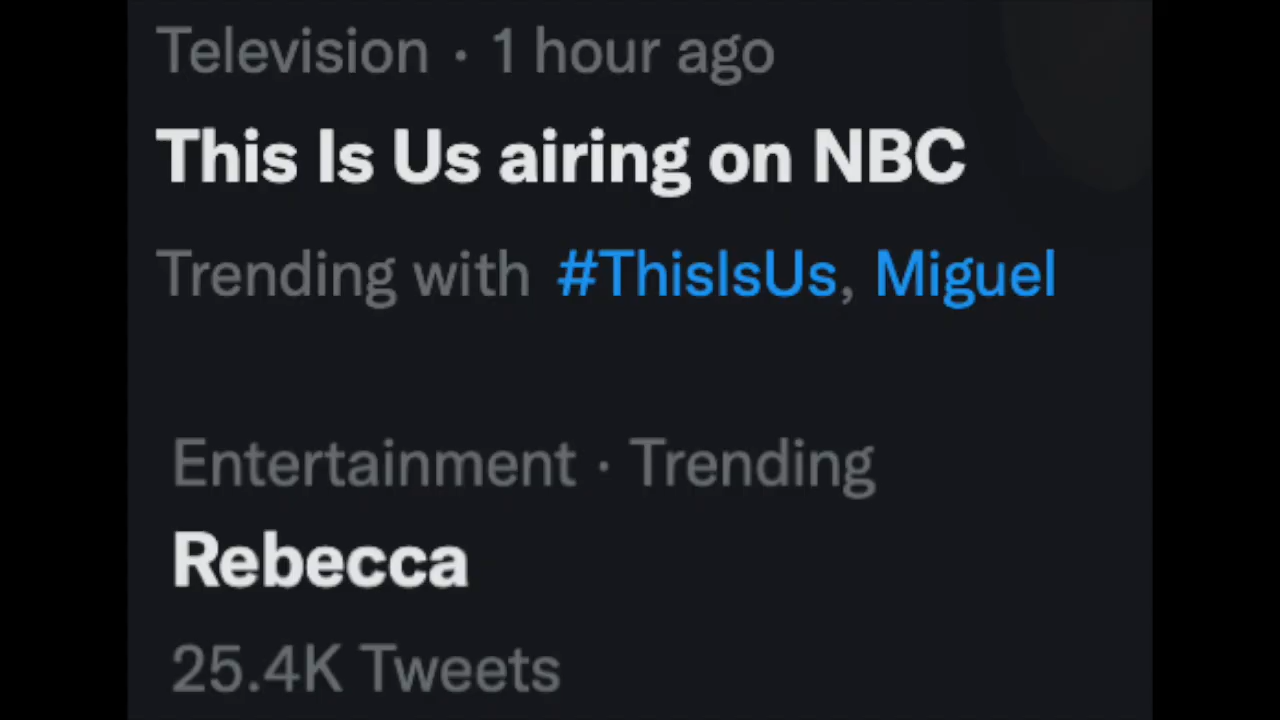 Television · 1 hour ago
This Is Us airing on NBC
Trending with #ThisIsUs, Miguel
Entertainment · Trending
Rebecca
25.4K Tweets